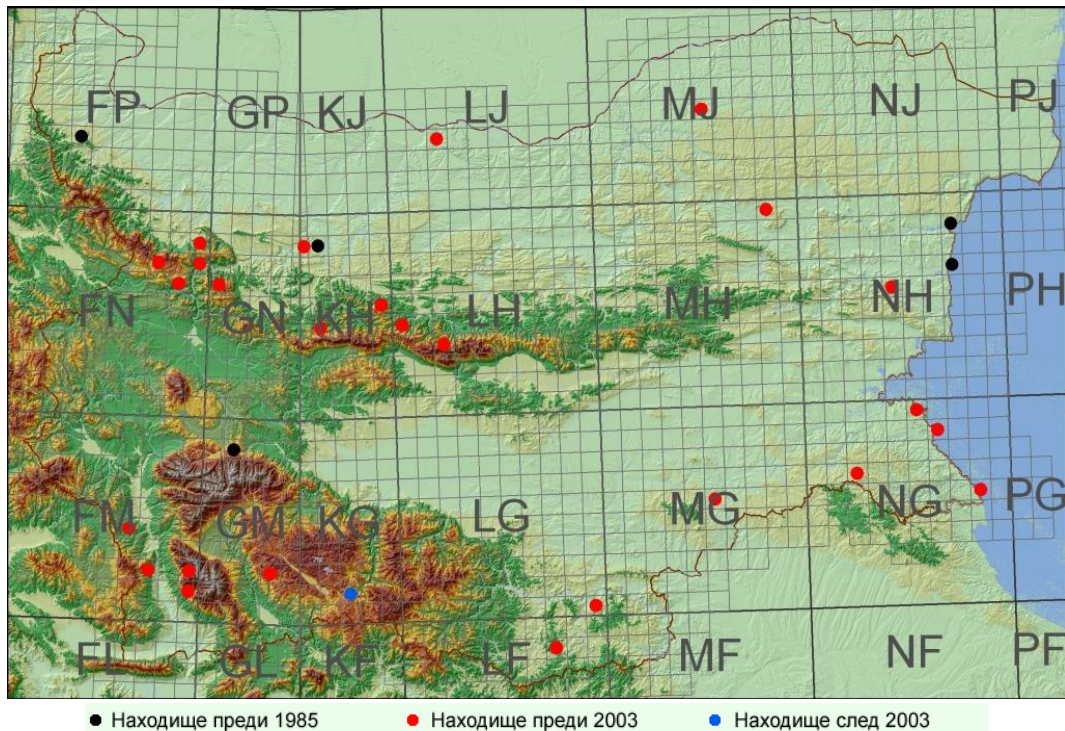 FP GP KJ LJ MJ NJ PJ
FN GN KH LH MH NH PH
FM GM KG LG MG NG PG
FL GL KF LF MF NF PF
Находище преди 1985 Находище преди 2003 Находище след 2003